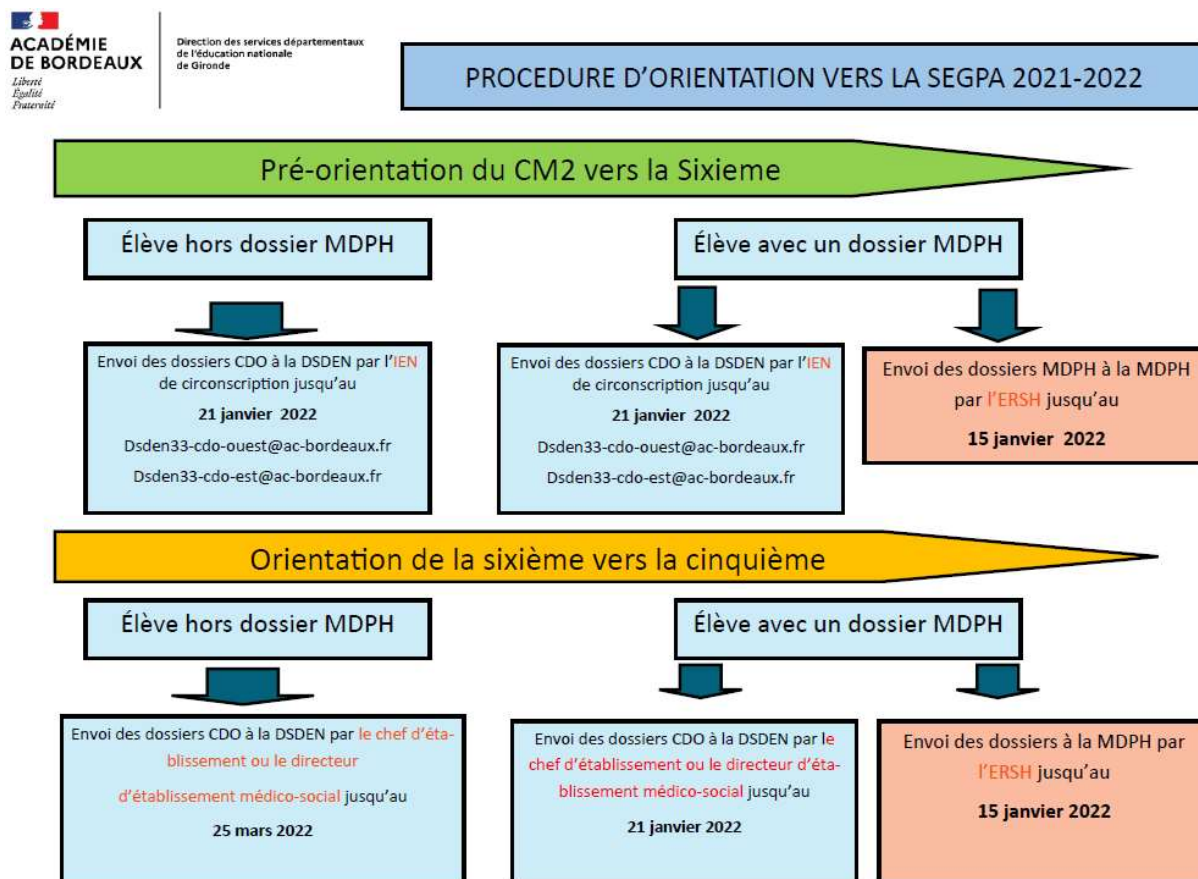 ACADÉMIE
DE BORDEAUX
Liberté
Égalité
Fraternité
Direction des services départementaux
de l'éducation nationale
de Gironde
PROCEDURE D'ORIENTATION VERS LA SEGPA 2021-2022
Pré-orientation du CM2 vers la Sixieme
Élève hors dossier MDPH
Élève avec un dossier MDPH
Envoi des dossiers CDO à la DSDEN par l'IEN
de circonscription jusqu'au
21 janvier 2022
Dsden33-cdo-ouest@ac-bordeaux.fr
Dsden33-cdo-est@ac-bordeaux.fr
Envoi des dossiers CDO à la DSDEN par l'IEN
de circonscription jusqu'au
21 janvier 2022
Dsden33-cdo-ouest@ac-bordeaux.fr
Dsden33-cdo-est@ac-bordeaux.fr
Envoi des dossiers MDPH à la MDPH
par l'ERSH jusqu'au
15 janvier 2022
Orientation de la sixième vers la cinquième
Élève hors dossier MDPH
Élève avec un dossier MDPH
Envoi des dossiers CDO à la DSDEN par le chef d'éta-
blissement ou le directeur
d'établissement médico-social jusqu'au
25 mars 2022
Envoi des dossiers CDO à la DSDEN par le
chef d'établissement ou le directeur d'éta-
blissement médico-social jusqu'au
21 janvier 2022
Envoi des dossiers à la MDPH par
l'ERSH jusqu'au
15 janvier 2022